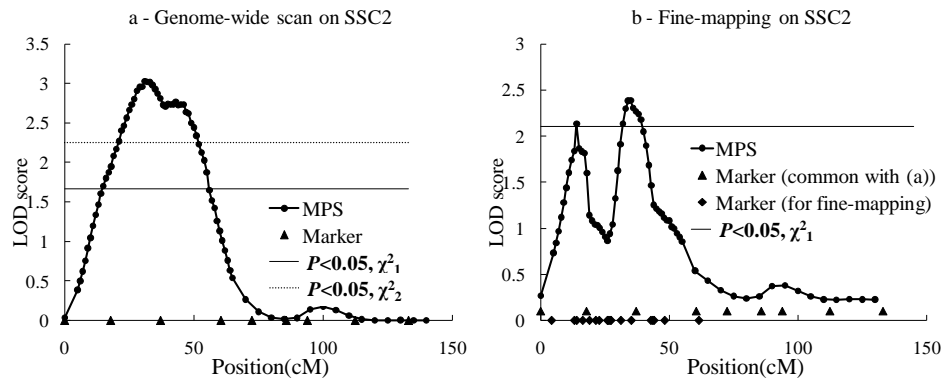 a - Genome-wide scan on SSC2
3.5
3
2.5
2
1.5
1
0.5
0
LOD score
MPS
Marker
P<0.05, χ²₁
P<0.05, χ²₂
0
50
100
150
Position(cM)
b - Fine-mapping on SSC2
3
2.5
2
1.5
1
0.5
0
LOD score
MPS
Marker (common with (a))
Marker (for fine-mapping)
P<0.05, χ²₁
0
50
100
150
Position(cM)